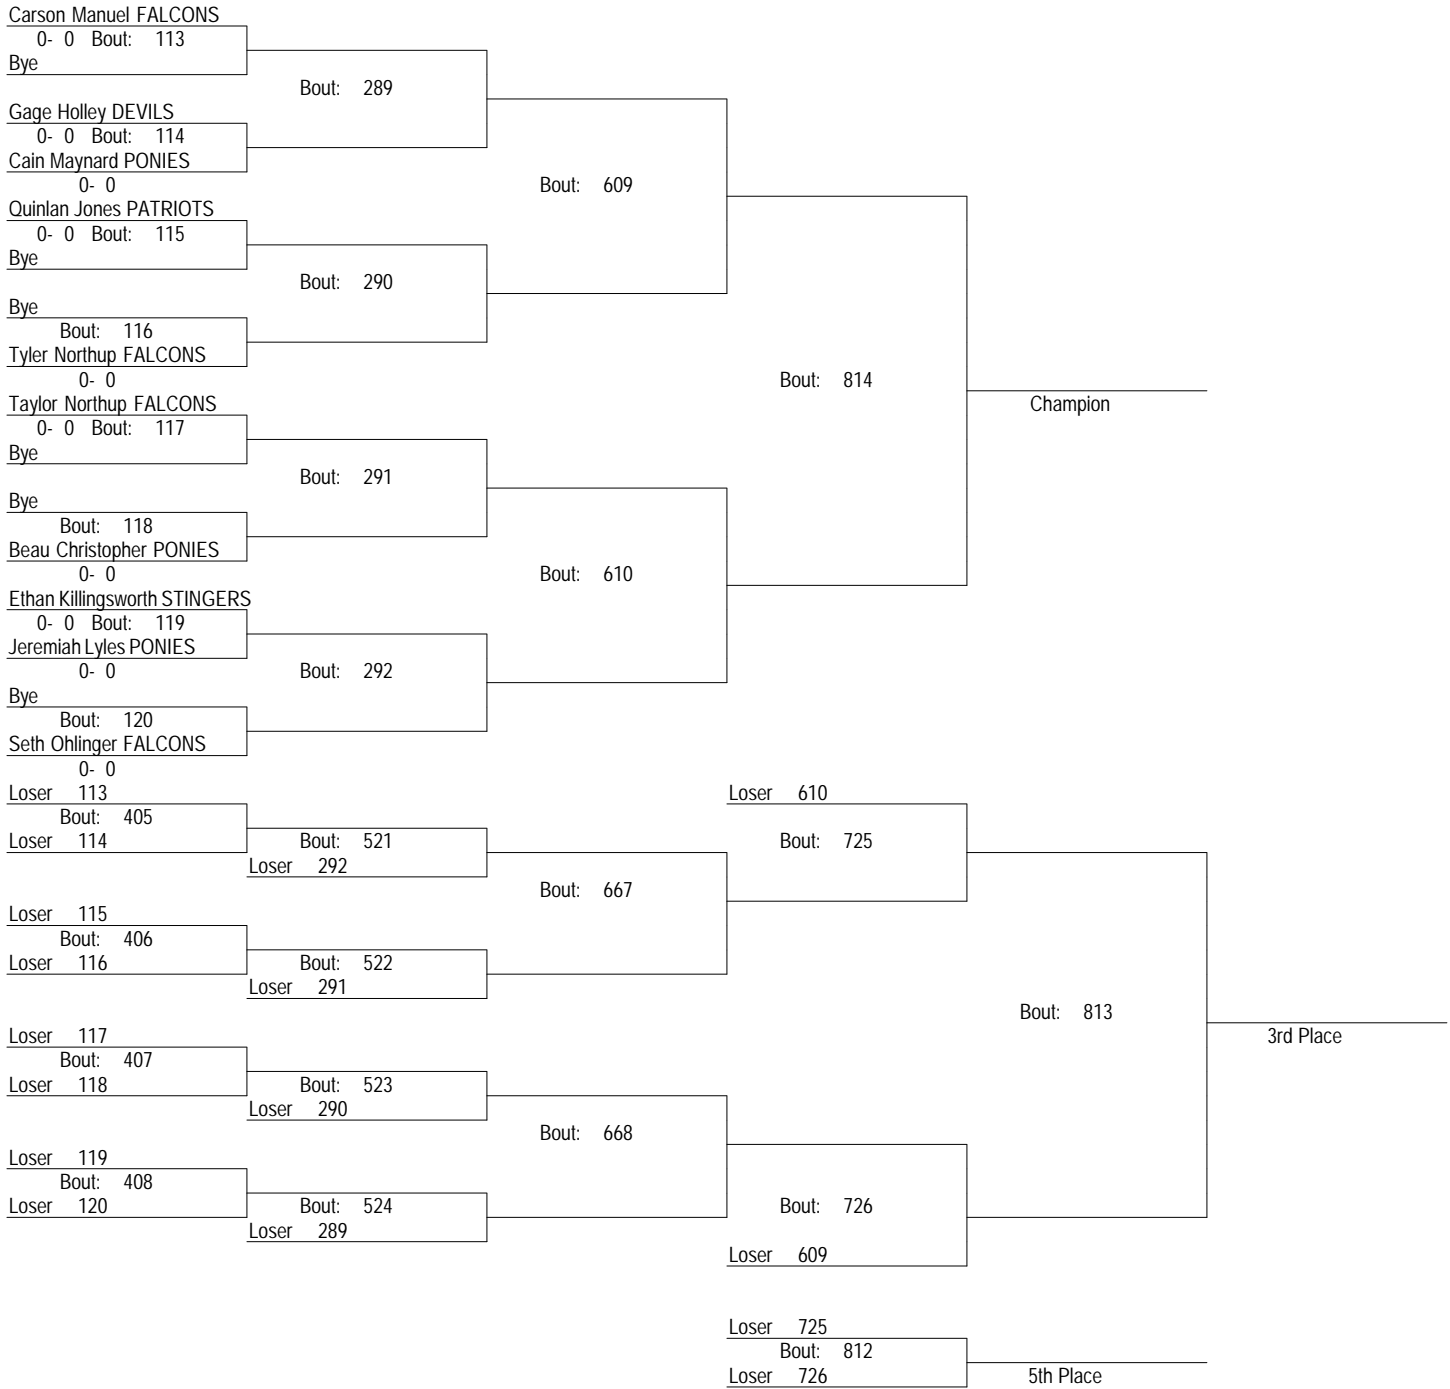 Carson Manuel FALCONS
0- 0 Bout: 113
Bye
Bout: 289
Gage Holley DEVILS
0- 0 Bout: 114
Cain Maynard PONIES
0- 0
Bout: 609
Quinlan Jones PATRIOTS
0- 0 Bout: 115
Bye
Bout: 290
Bye
Bout: 116
Tyler Northup FALCONS
0- 0
Bout: 814
Champion
Taylor Northup FALCONS
0- 0 Bout: 117
Bye
Bout: 291
Bye
Bout: 118
Beau Christopher PONIES
0- 0
Bout: 610
Ethan Killingsworth STINGERS
0- 0 Bout: 119
Jeremiah Lyles PONIES
0- 0
Bout: 292
Bye
Bout: 120
Seth Ohlinger FALCONS
0- 0
Loser 113
Bout: 405
Loser 114
Bout: 521
Loser 292
Loser 610
Bout: 725
Bout: 667
Loser 115
Bout: 406
Loser 116
Bout: 522
Loser 291
Bout: 813
3rd Place
Loser 117
Bout: 407
Loser 118
Bout: 523
Loser 290
Bout: 668
Loser 119
Bout: 408
Loser 120
Bout: 524
Loser 289
Bout: 726
Loser 609
Loser 725
Bout: 812
Loser 726
5th Place